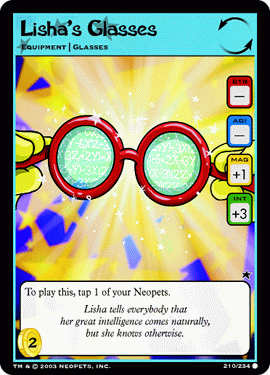 Lisha's Glasses
Equipment | Glasses
STR
—
AGI
—
MAG
+1
INT
+3
To play this, tap 1 of your Neopets.
Lisha tells everybody that
her great intelligence comes naturally,
but she knows otherwise.
2
TM & © 2003 NEOPETS, INC.
210/234